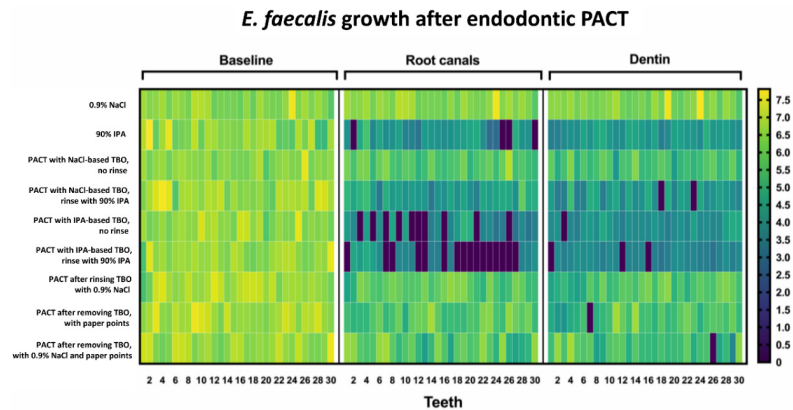 E. faecalis growth after endodontic PACT
Baseline
Root canals
Dentin
0.9% NaCl
90% IPA
PACT with NaCl-based TBO,
no rinse
PACT with NaCl-based TBO,
rinse with 90% IPA
PACT with IPA-based TBO,
no rinse
PACT with IPA-based TBO,
rinse with 90% IPA
PACT after rinsing TBO
with 0.9% NaCl
PACT after removing TBO,
with paper points
PACT after removing TBO,
with 0.9% NaCl and paper points
7.5
7.0
6.5
6.0
5.5
5.0
4.5
4.0
3.5
3.0
2.5
2.0
1.5
1.0
0.5
0
2 4 6 8 10 12 14 16 18 20 22 24 26 28 30
2 4 6 8 10 12 14 16 18 20 22 24 26 28 30
2 4 6 8 10 12 14 16 18 20 22 24 26 28 30
Teeth